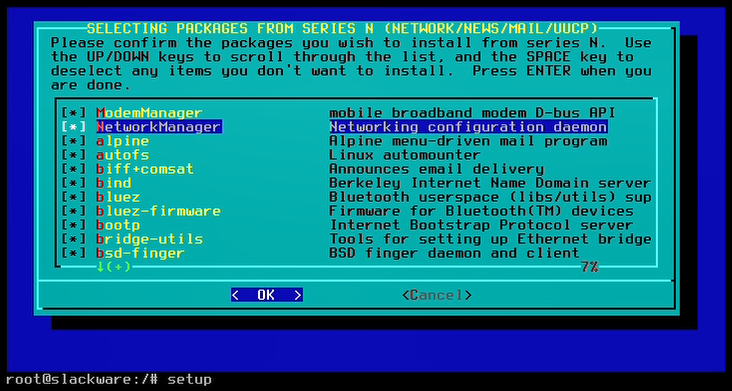 SELECTING PACKAGES FROM SERIES N (NETWORK/NEWS/MAIL/UUCP)
Please confirm the packages you wish to install from series N.  Use
the UP/DOWN keys to scroll through the list, and the SPACE key to
deselect any items you don't want to install.  Press ENTER when you
are done.
[*] ModemManager mobile broadband modem D-bus API
[*] NetworkManager Networking configuration daemon
[*] alpine Alpine menu-driven mail program
[*] autofs Linux automounter
[*] biff+comsat Announces email delivery
[*] bind Berkeley Internet Name Domain server
[*] bluez Bluetooth userspace (libs/utils) sup
[*] bluez-firmware Firmware for Bluetooth(TM) devices
[*] bootp Internet Bootstrap Protocol server
[*] bridge-utils Tools for setting up Ethernet bridge
[*] bsd-finger BSD finger daemon and client
↓(+) 7%
< OK > <Cancel>
root@slackware:/# setup